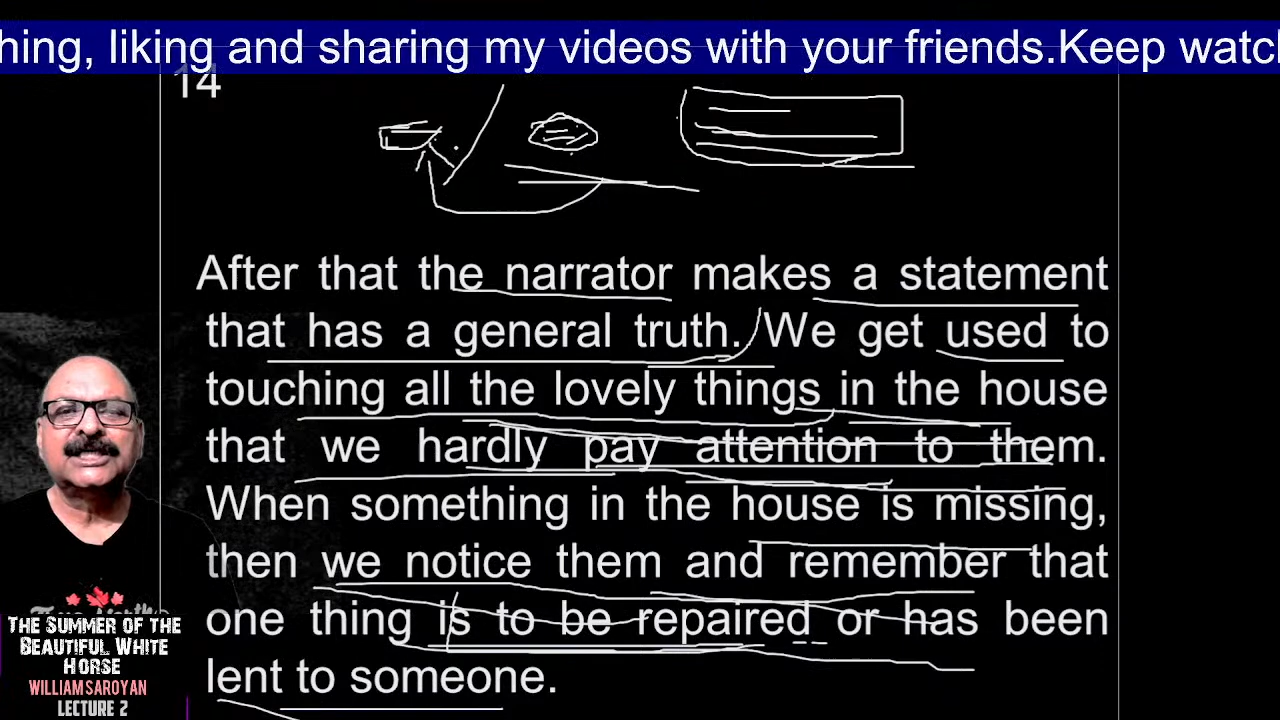 hing, liking and sharing my videos with your friends.Keep watc
14
After that the narrator makes a statement
that has a general truth. We get used to
touching all the lovely things in the house
that we hardly pay attention to them.
When something in the house is missing,
then we notice them and remember that
one thing is to be repaired or has been
lent to someone.
THE SUMMER OF THE
BEAUTIFUL WHITE
HORSE
WILLIAM SAROYAN
LECTURE 2